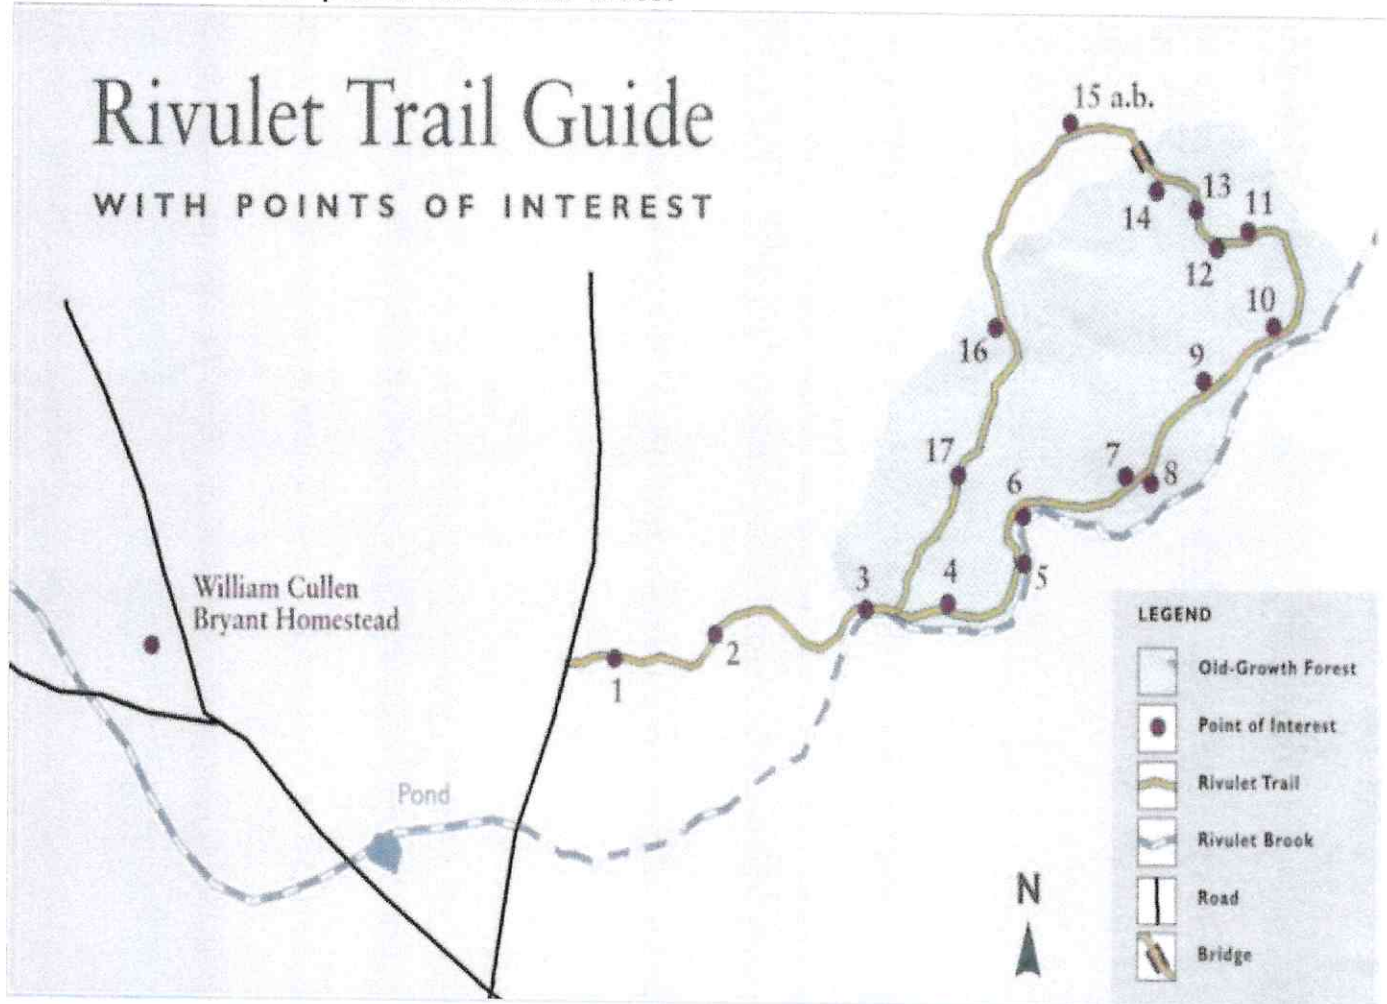 Rivulet Trail Guide
WITH POINTS OF INTEREST
15 a.b.
13
11
14
12
10
16
9
17
7
8
6
William Cullen
Bryant Homestead
3
4
5
2
1
Pond
N
LEGEND
Old-Growth Forest
Point of Interest
Rivulet Trail
Rivulet Brook
Road
Bridge